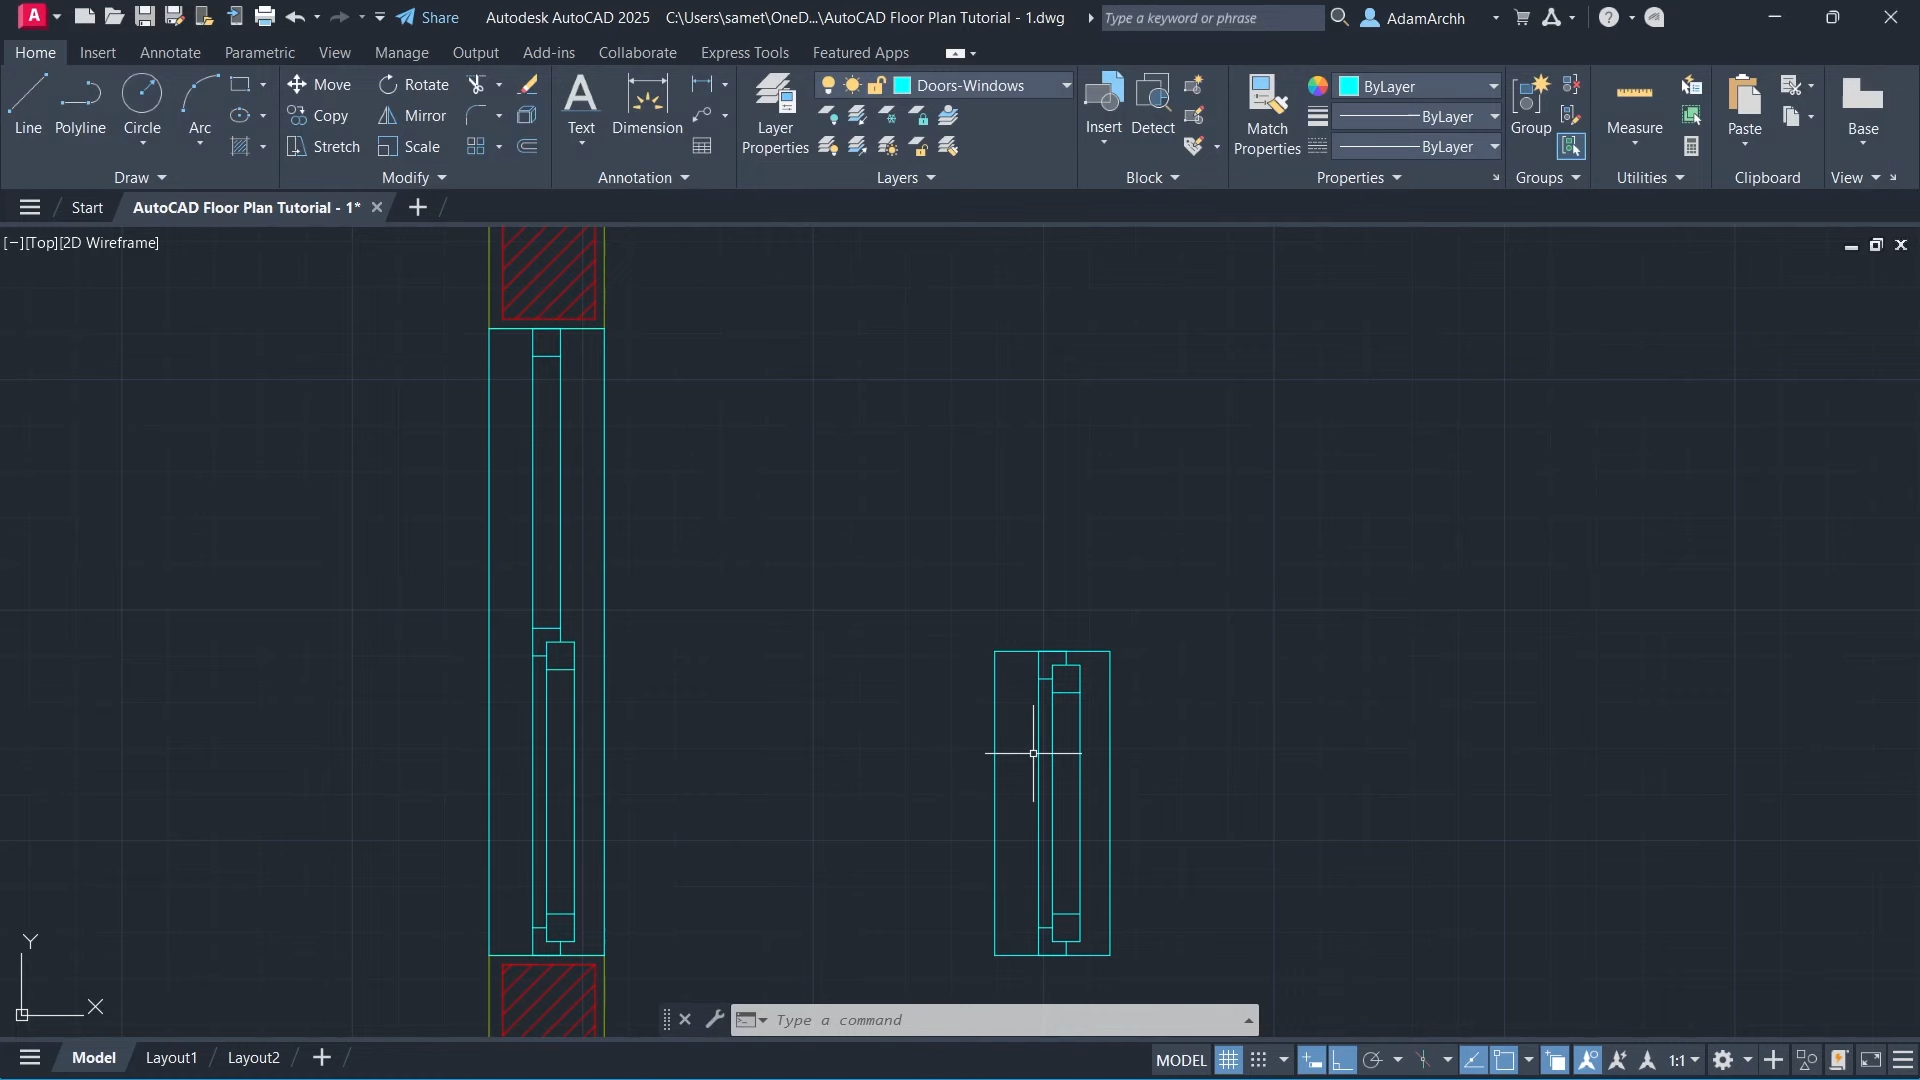 A Share Autodesk AutoCAD 2025 C:\Users\samet\OneD...\AutoCAD Floor Plan Tutorial - 1.dwg Type a keyword or phrase AdamArchh
Home Insert Annotate Parametric View Manage Output Add-ins Collaborate Express Tools Featured Apps
Line Polyline Circle Arc
Draw
Move Rotate
Copy Mirror
Stretch Scale
Modify
Text Dimension
Annotation
Layer Properties
Doors-Windows
Layers
Insert Detect
Block
Match Properties
ByLayer
ByLayer
ByLayer
Properties
Group
Groups
Measure
Utilities
Paste
Clipboard
Base
View
Start AutoCAD Floor Plan Tutorial - 1*
[−][Top][2D Wireframe]
Y
X
Type a command
Model Layout1 Layout2 MODEL 1:1